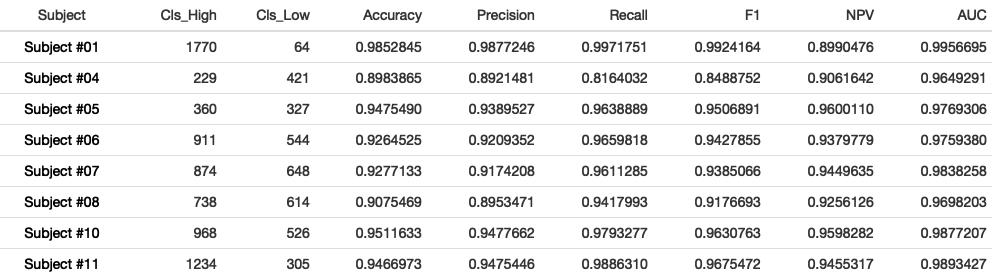 Subject Cls_High Cls_Low Accuracy Precision Recall F1 NPV AUC
Subject #01 1770 64 0.9852845 0.9877246 0.9971751 0.9924164 0.8990476 0.9956695
Subject #04 229 421 0.8983865 0.8921481 0.8164032 0.8488752 0.9061642 0.9649291
Subject #05 360 327 0.9475490 0.9389527 0.9638889 0.9506891 0.9600110 0.9769306
Subject #06 911 544 0.9264525 0.9209352 0.9659818 0.9427855 0.9379779 0.9759380
Subject #07 874 648 0.9277133 0.9174208 0.9611285 0.9385066 0.9449635 0.9838258
Subject #08 738 614 0.9075469 0.8953471 0.9417993 0.9176693 0.9256126 0.9698203
Subject #10 968 526 0.9511633 0.9477662 0.9793277 0.9630763 0.9598282 0.9877207
Subject #11 1234 305 0.9466973 0.9475446 0.9886310 0.9675472 0.9455317 0.9893427